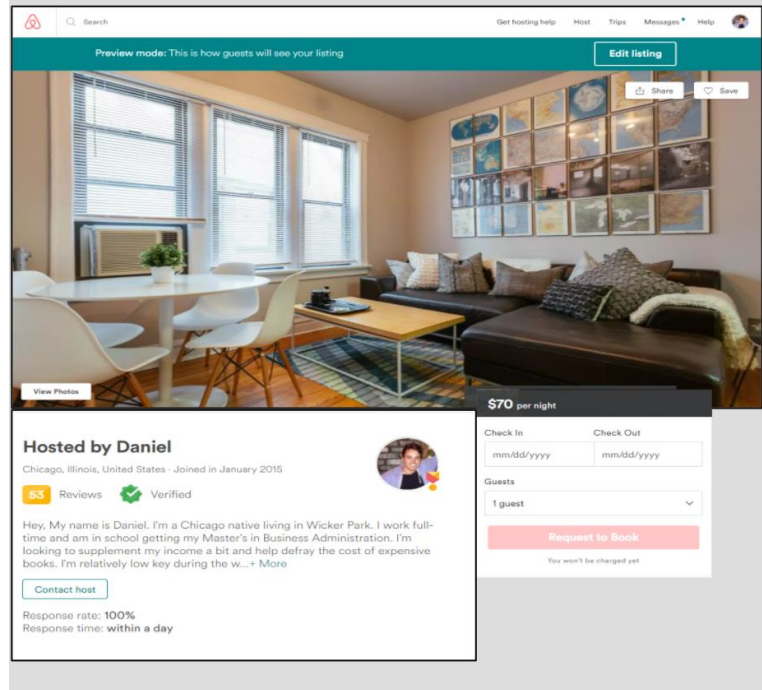 Search
Get hosting help Host Trips Messages Help
Preview mode: This is how guests will see your listing
Edit listing
Share Save
View Photos
$70 per night
Check In Check Out
mm/dd/yyyy mm/dd/yyyy
Guests
1 guest
Request to Book
You won't be charged yet
Hosted by Daniel
Chicago, Illinois, United States · Joined in January 2015
53 Reviews Verified
Hey, My name is Daniel. I'm a Chicago native living in Wicker Park. I work full-
time and am in school getting my Master's in Business Administration. I'm
looking to supplement my income a bit and help defray the cost of expensive
books. I'm relatively low key during the w...+ More
Contact host
Response rate: 100%
Response time: within a day